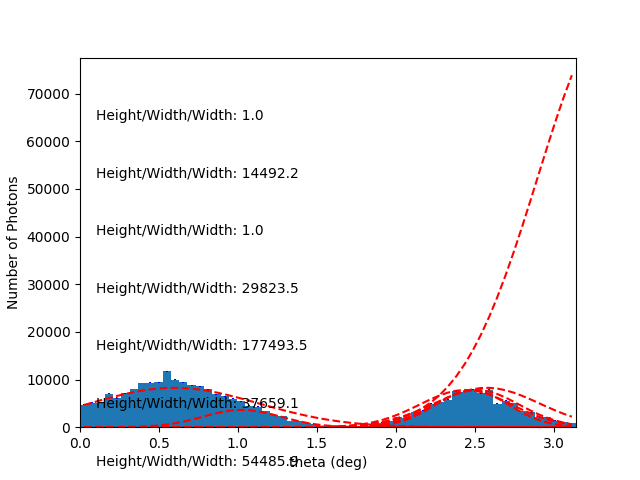 70000
60000
50000
40000
30000
20000
10000
0
Number of Photons
Height/Width/Width: 1.0
Height/Width/Width: 14492.2
Height/Width/Width: 1.0
Height/Width/Width: 29823.5
Height/Width/Width: 177493.5
Height/Width/Width: 37659.1
0.0 0.5 1.0 1.5 2.0 2.5 3.0
Height/Width/Width:
theta (deg)